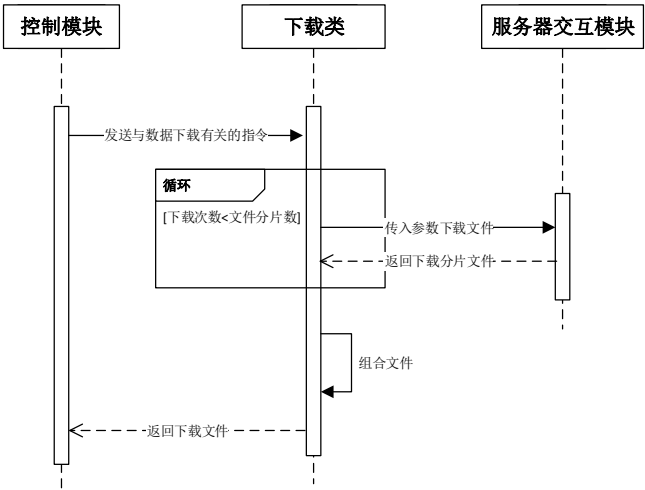 控制模块
下载类
服务器交互模块
发送与数据下载有关的指令
循环
[下载次数<文件分片数]
传入参数下载文件
返回下载分片文件
组合文件
返回下载文件